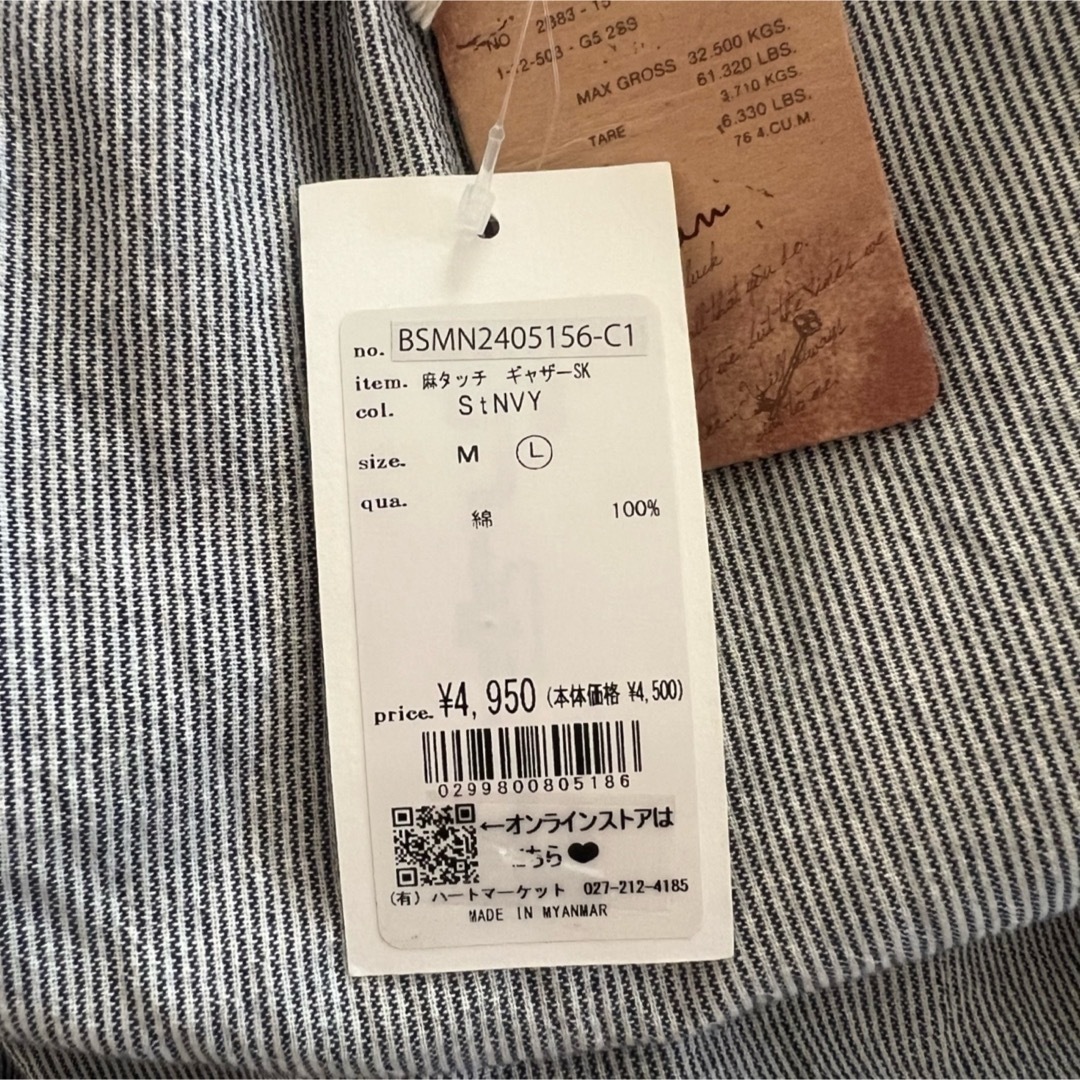 NO 2883 - 15
503 - G5 2SS
MAX GROSS 32.500 KGS.
61.320 LBS.
3.710 KGS.
TARE 6.330 LBS.
76 4.CU.M.
luck
no. BSMN2405156-C1
item. 麻タッチ ギャザーSK
col. StNVY
size. M L
qua.
綿 100%
price. ¥4,950 (本体価格 ¥4,500)
0299800805186
←オンラインストアは
こちら♥
(有) ハートマーケット 027-212-4185
MADE IN MYANMAR